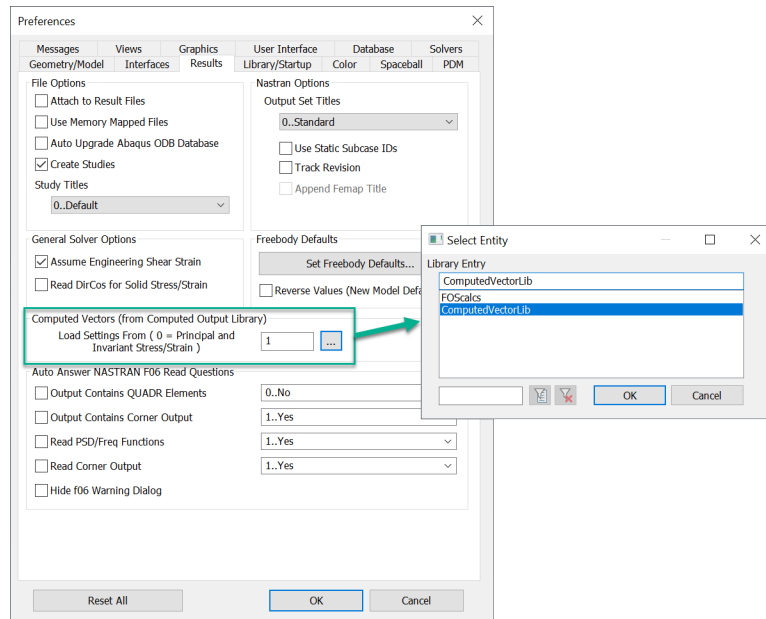 Preferences
Messages Views Graphics User Interface Database Solvers
Geometry/Model Interfaces Results Library/Startup Color Spaceball PDM
File Options
Attach to Result Files
Use Memory Mapped Files
Auto Upgrade Abaqus ODB Database
Create Studies
Study Titles
0..Default
Nastran Options
Output Set Titles
0..Standard
Use Static Subcase IDs
Track Revision
Append Femap Title
General Solver Options
Assume Engineering Shear Strain
Read DirCos for Solid Stress/Strain
Freebody Defaults
Set Freebody Defaults...
Reverse Values (New Model Defa
Computed Vectors (from Computed Output Library)
Load Settings From ( 0 = Principal and
Invariant Stress/Strain )
1
...
Auto Answer NASTRAN F06 Read Questions
Output Contains QUADR Elements 0..No
Output Contains Corner Output 1..Yes
Read PSD/Freq Functions 1..Yes
Read Corner Output 1..Yes
Hide f06 Warning Dialog
Reset All OK Cancel
Select Entity
Library Entry
ComputedVectorLib
FOScalcs
ComputedVectorLib
OK Cancel